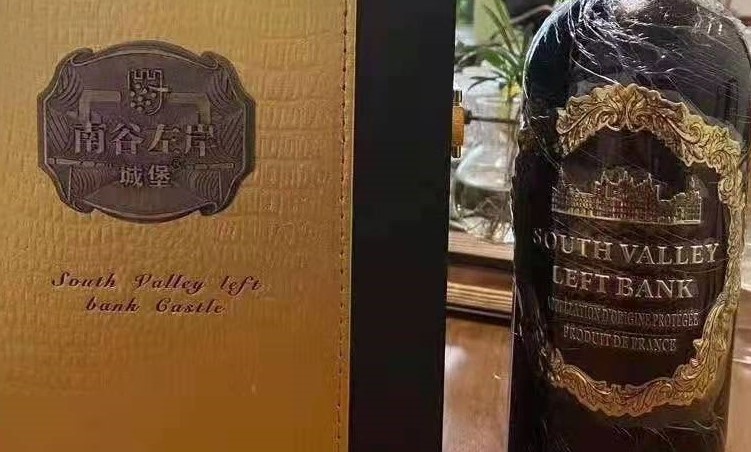 南谷左岸
城堡
South Valley left
bank Castle
SOUTH VALLEY
LEFT BANK
APPELLATION D'ORIGINE PROTÉGÉE
PRODUIT DE FRANCE